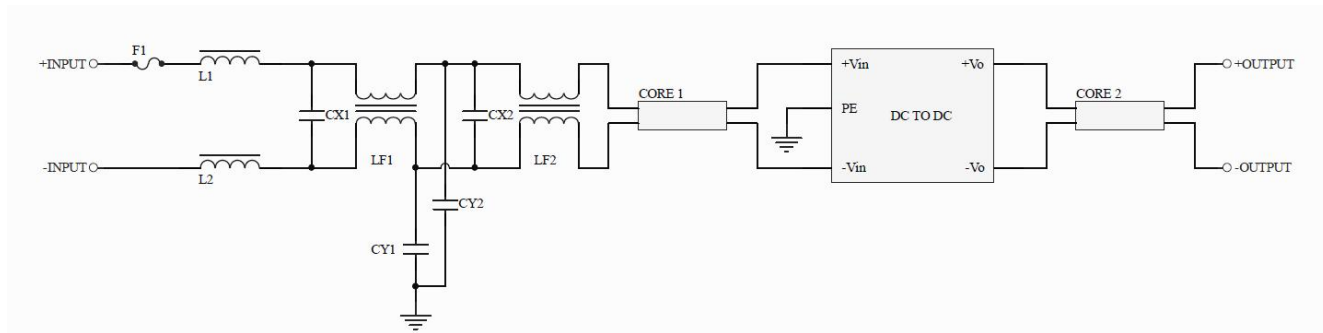 F1
+INPUT
L1
-INPUT
L2
CX1
LF1
CX2
LF2
CY2
CY1
CORE 1
+Vin
+Vo
PE
DC TO DC
-Vin
-Vo
CORE 2
+OUTPUT
-OUTPUT